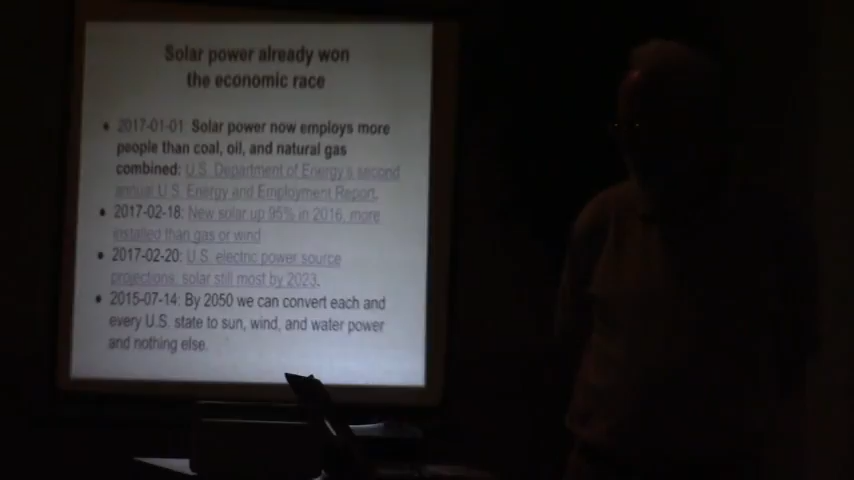 Solar power already won
the economic race
• 2017-01-01: Solar power now employs more
people than coal, oil, and natural gas
combined: U.S. Department of Energy's second
annual U.S. Energy and Employment Report.
• 2017-02-18: New solar up 95% in 2016, more
installed than gas or wind
• 2017-02-20: U.S. electric power source
projections: solar still most by 2023.
• 2015-07-14: By 2050 we can convert each and
every U.S. state to sun, wind, and water power
and nothing else.